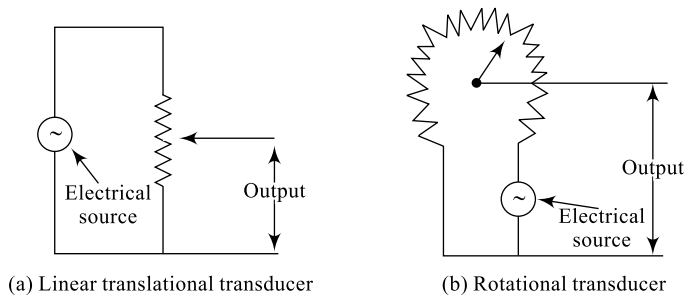 Electrical
source
Output
(a) Linear translational transducer
~
~
Output
Electrical
source
(b) Rotational transducer